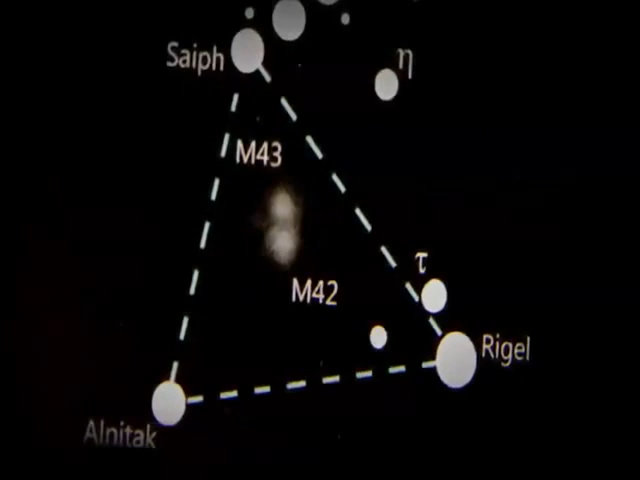 Saiph
η
M43
τ
M42
Rigel
Alnitak